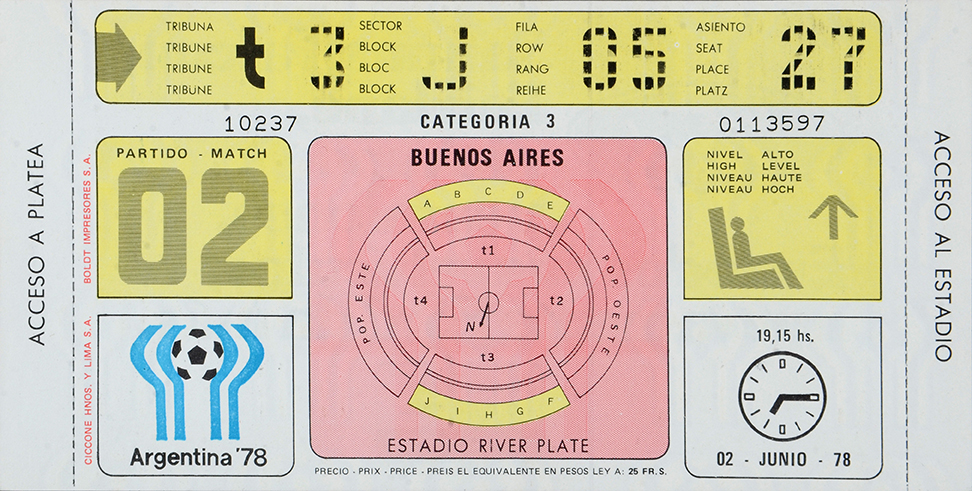 TRIBUNA
TRIBUNE
TRIBUNE
TRIBUNE
t 3
SECTOR
BLOCK
BLOC
BLOCK
J
FILA
ROW
RANG
REIHE
05
ASIENTO
SEAT
PLACE
PLATZ
27
10237
CATEGORIA 3
0113597
ACCESO A PLATEA
BOLDT IMPRESORES S.A.
CICCONE HNOS. Y LIMA S.A.
PARTIDO - MATCH
02
Argentina '78
BUENOS AIRES
A B C D E
t1
POP. ESTE
t4
t2
POP. OESTE
N
t3
J I H G F
ESTADIO RIVER PLATE
PRECIO - PRIX - PRICE - PREIS EL EQUIVALENTE EN PESOS LEY A: 25 FR.S.
NIVEL ALTO
HIGH LEVEL
NIVEAU HAUTE
NIVEAU HOCH
19,15 hs.
02 - JUNIO - 78
ACCESO AL ESTADIO